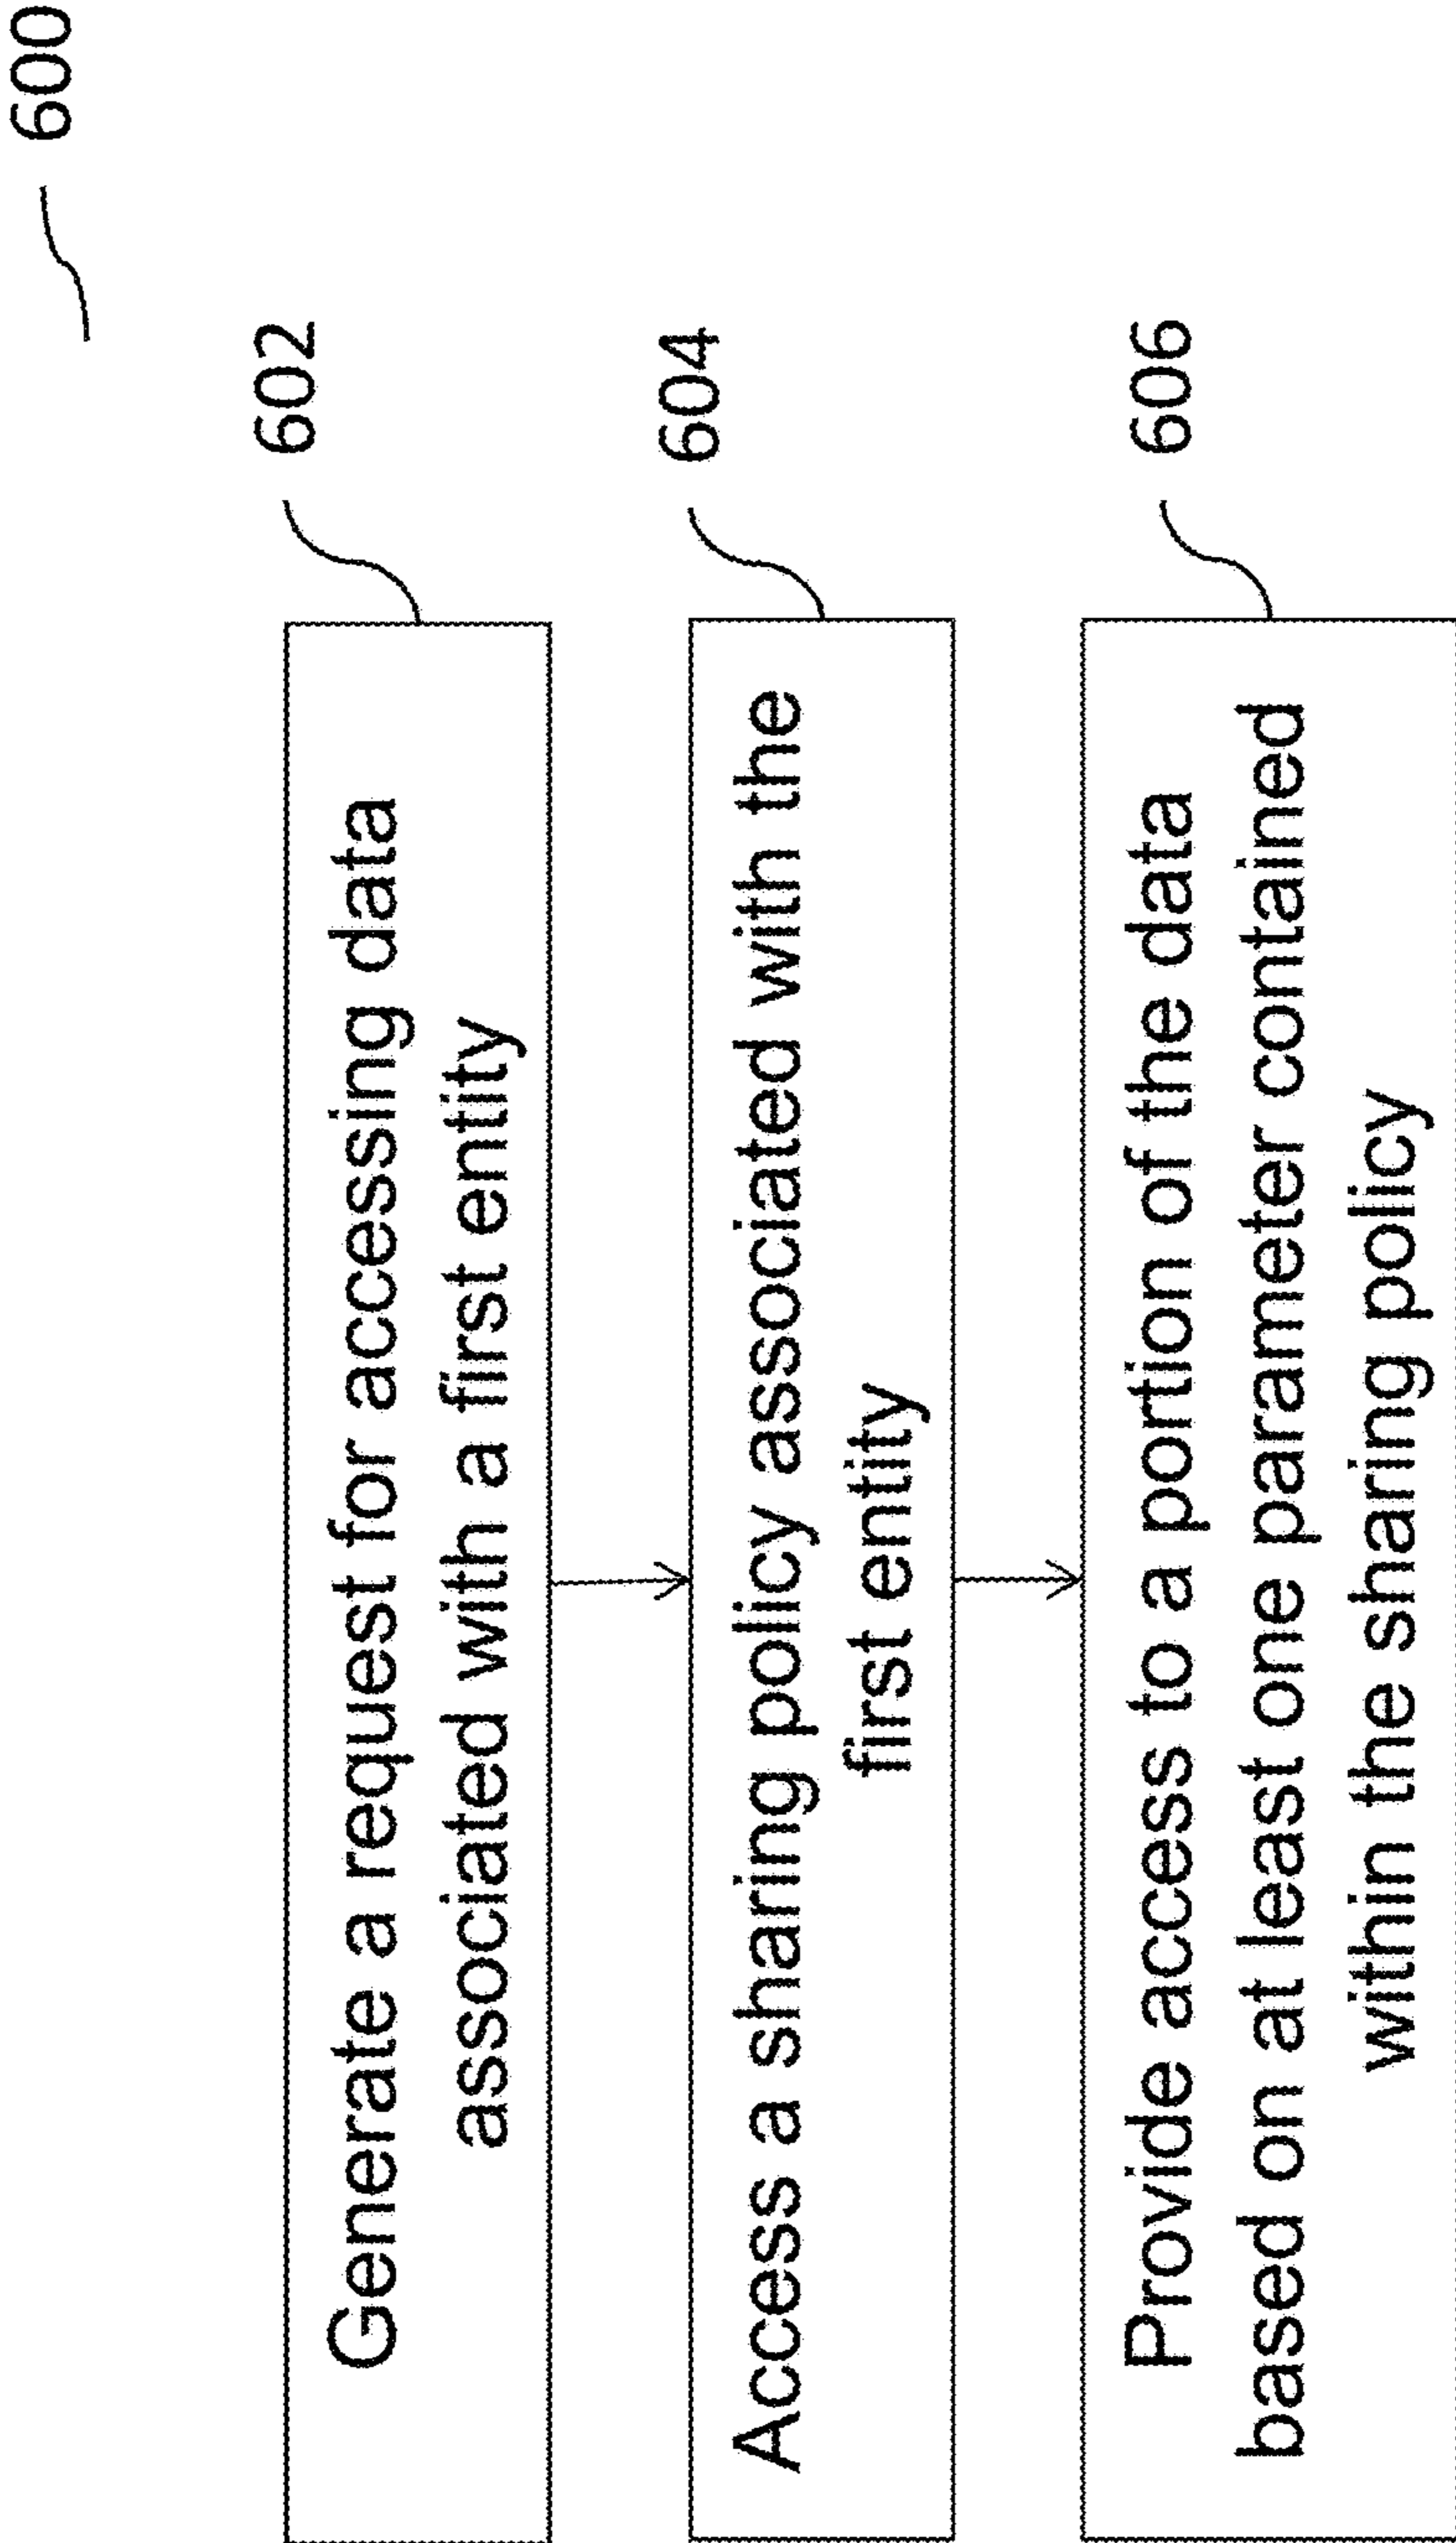 600
602
Generate a request for accessing data
associated with a first entity
604
Access a sharing policy associated with the
first entity
606
Provide access to a portion of the data
based on at least one parameter contained
within the sharing policy